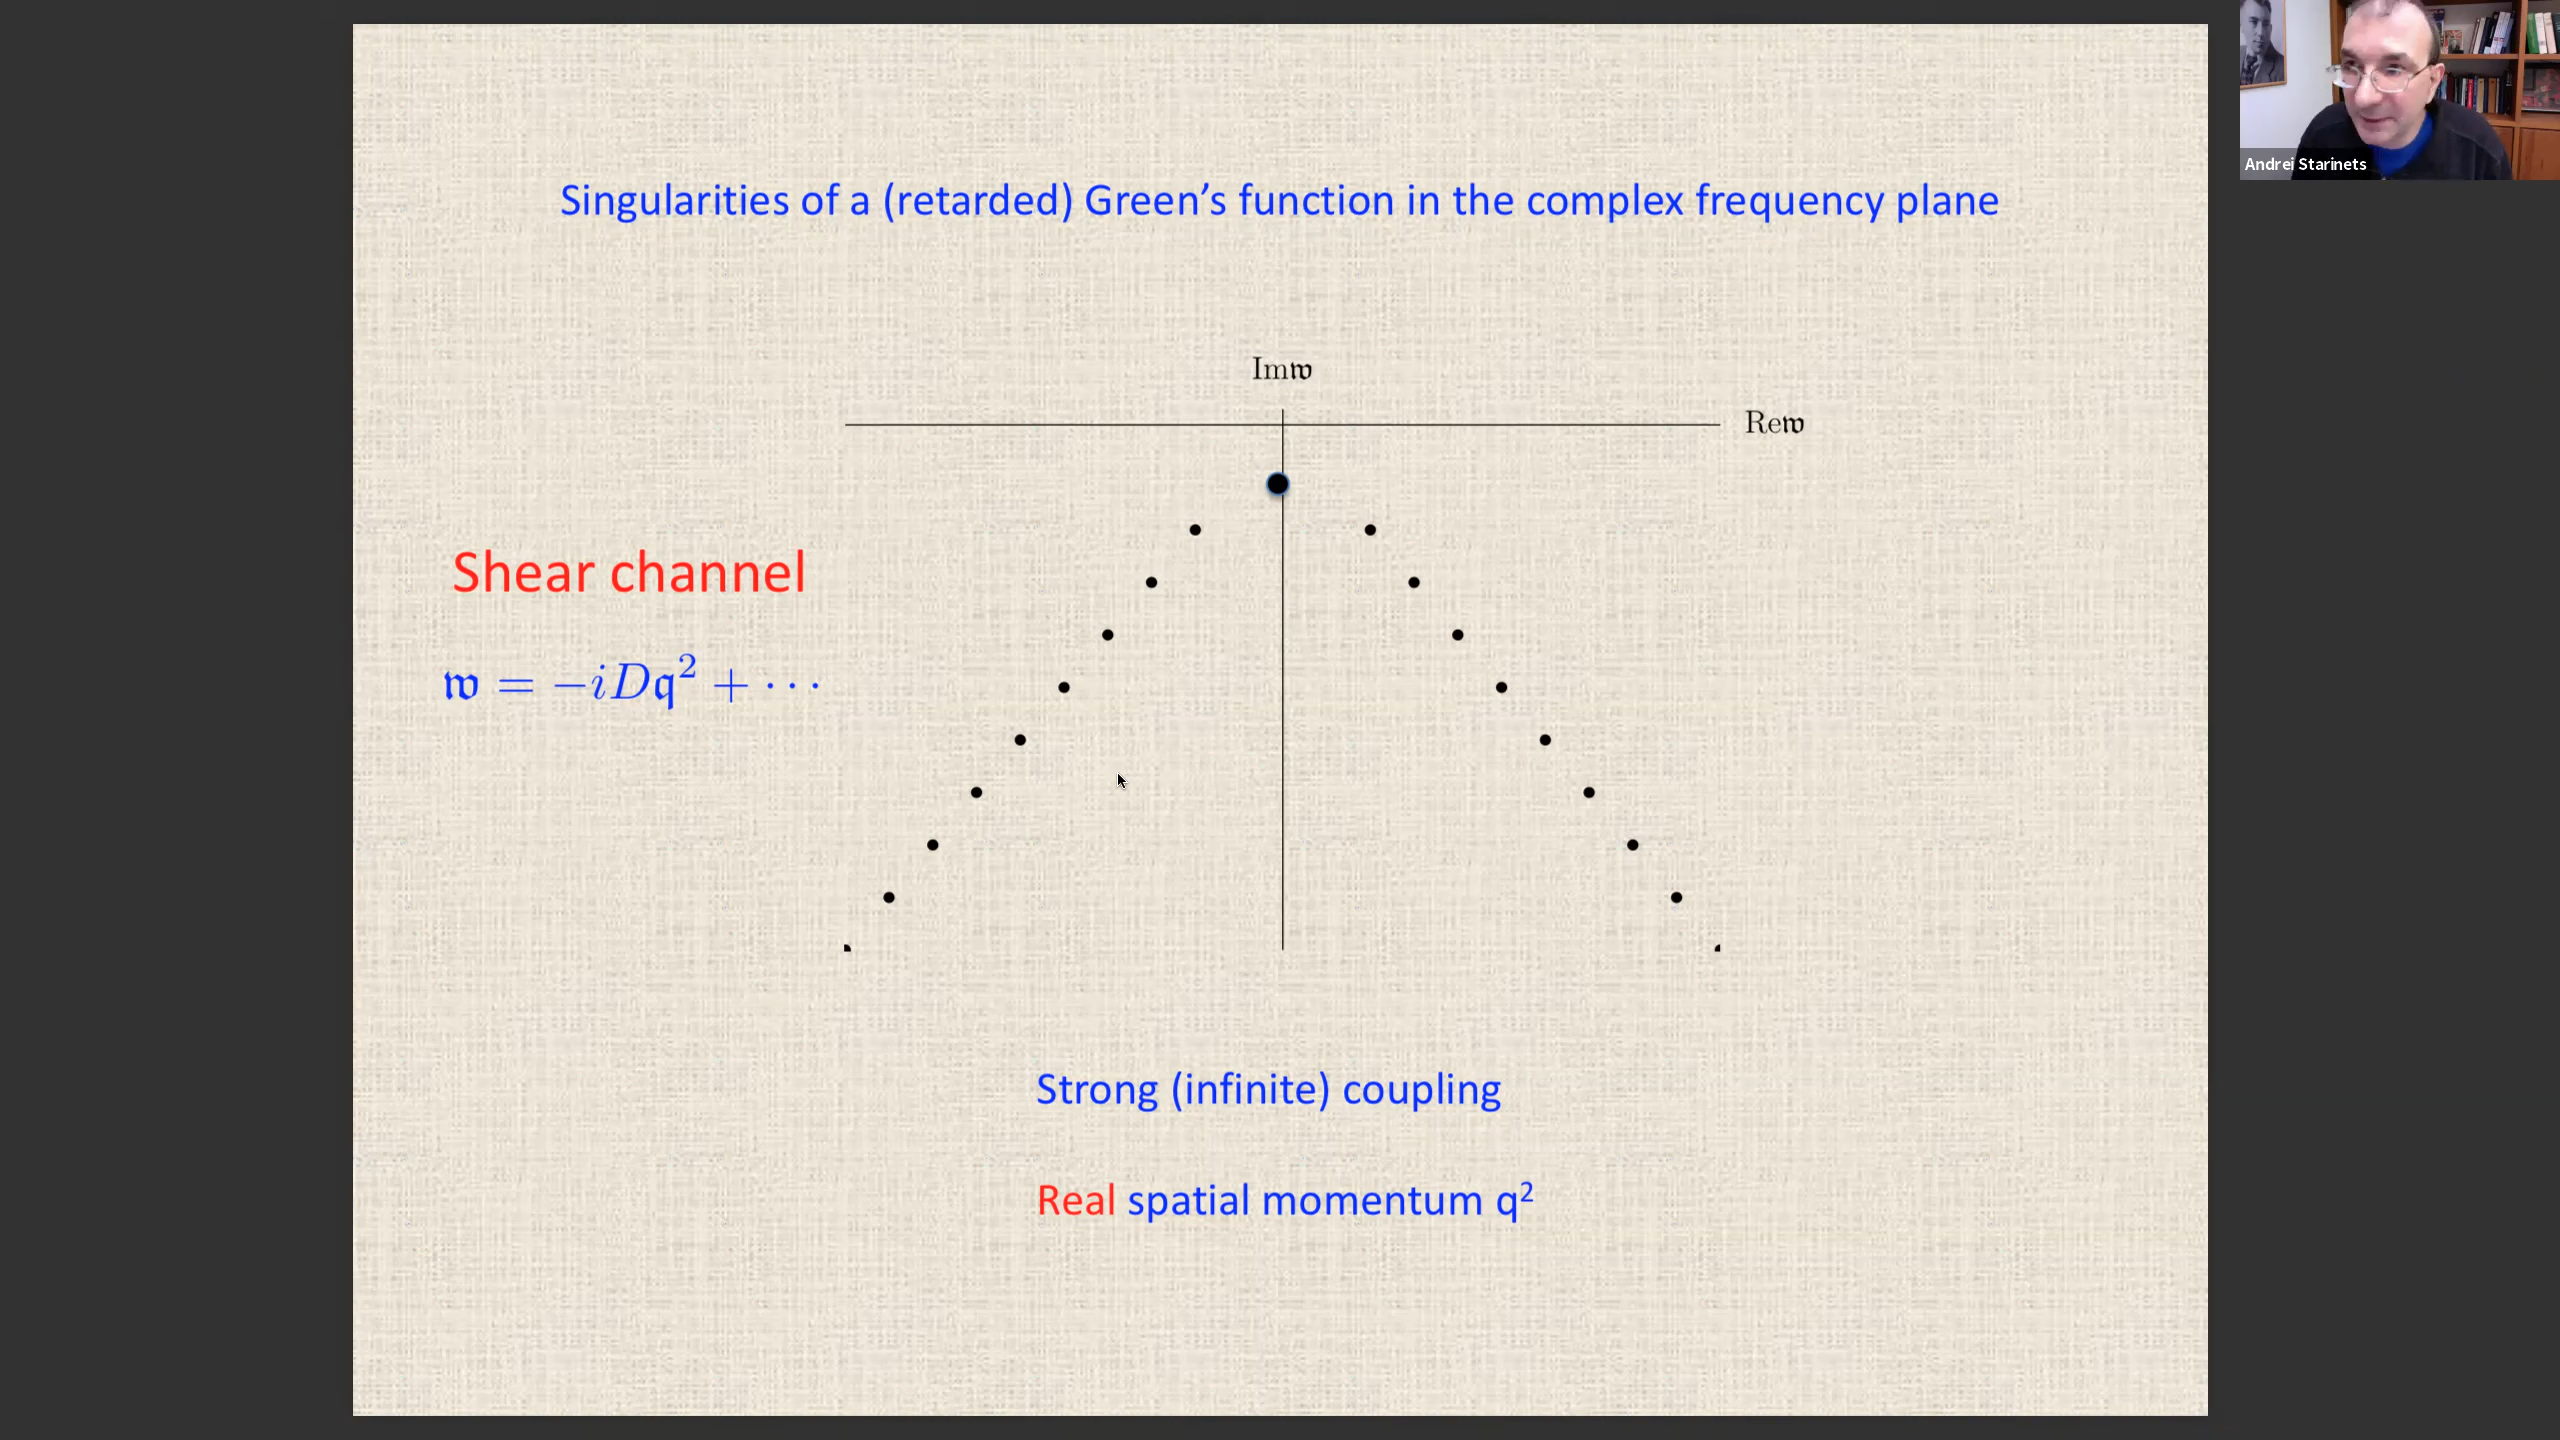 Andrei Starinets
Singularities of a (retarded) Green’s function in the complex frequency plane
Im𝔴
Re𝔴
Shear channel
𝔴 = −iD𝔮² + ⋯
Strong (infinite) coupling
Real spatial momentum q²